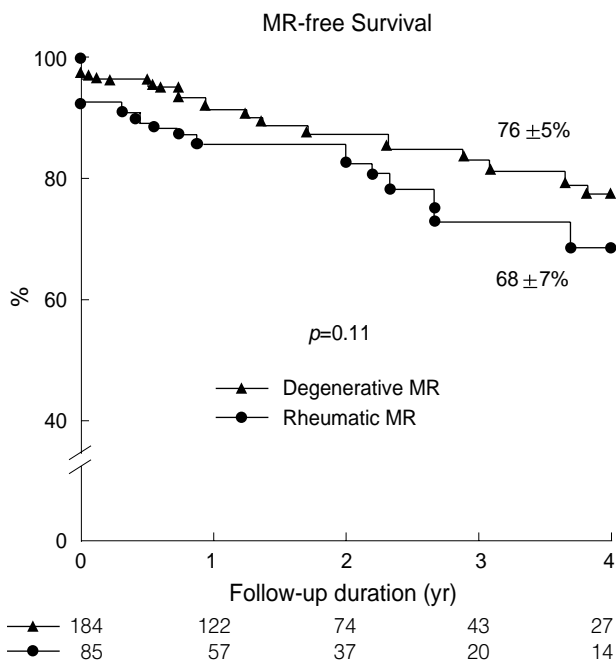 MR-free Survival
100
76 ±5%
80
%
68 ±7%
60
p=0.11
Degenerative MR
Rheumatic MR
40
0
0 1 2 3 4
Follow-up duration (yr)
184 122 74 43 27
85 57 37 20 14